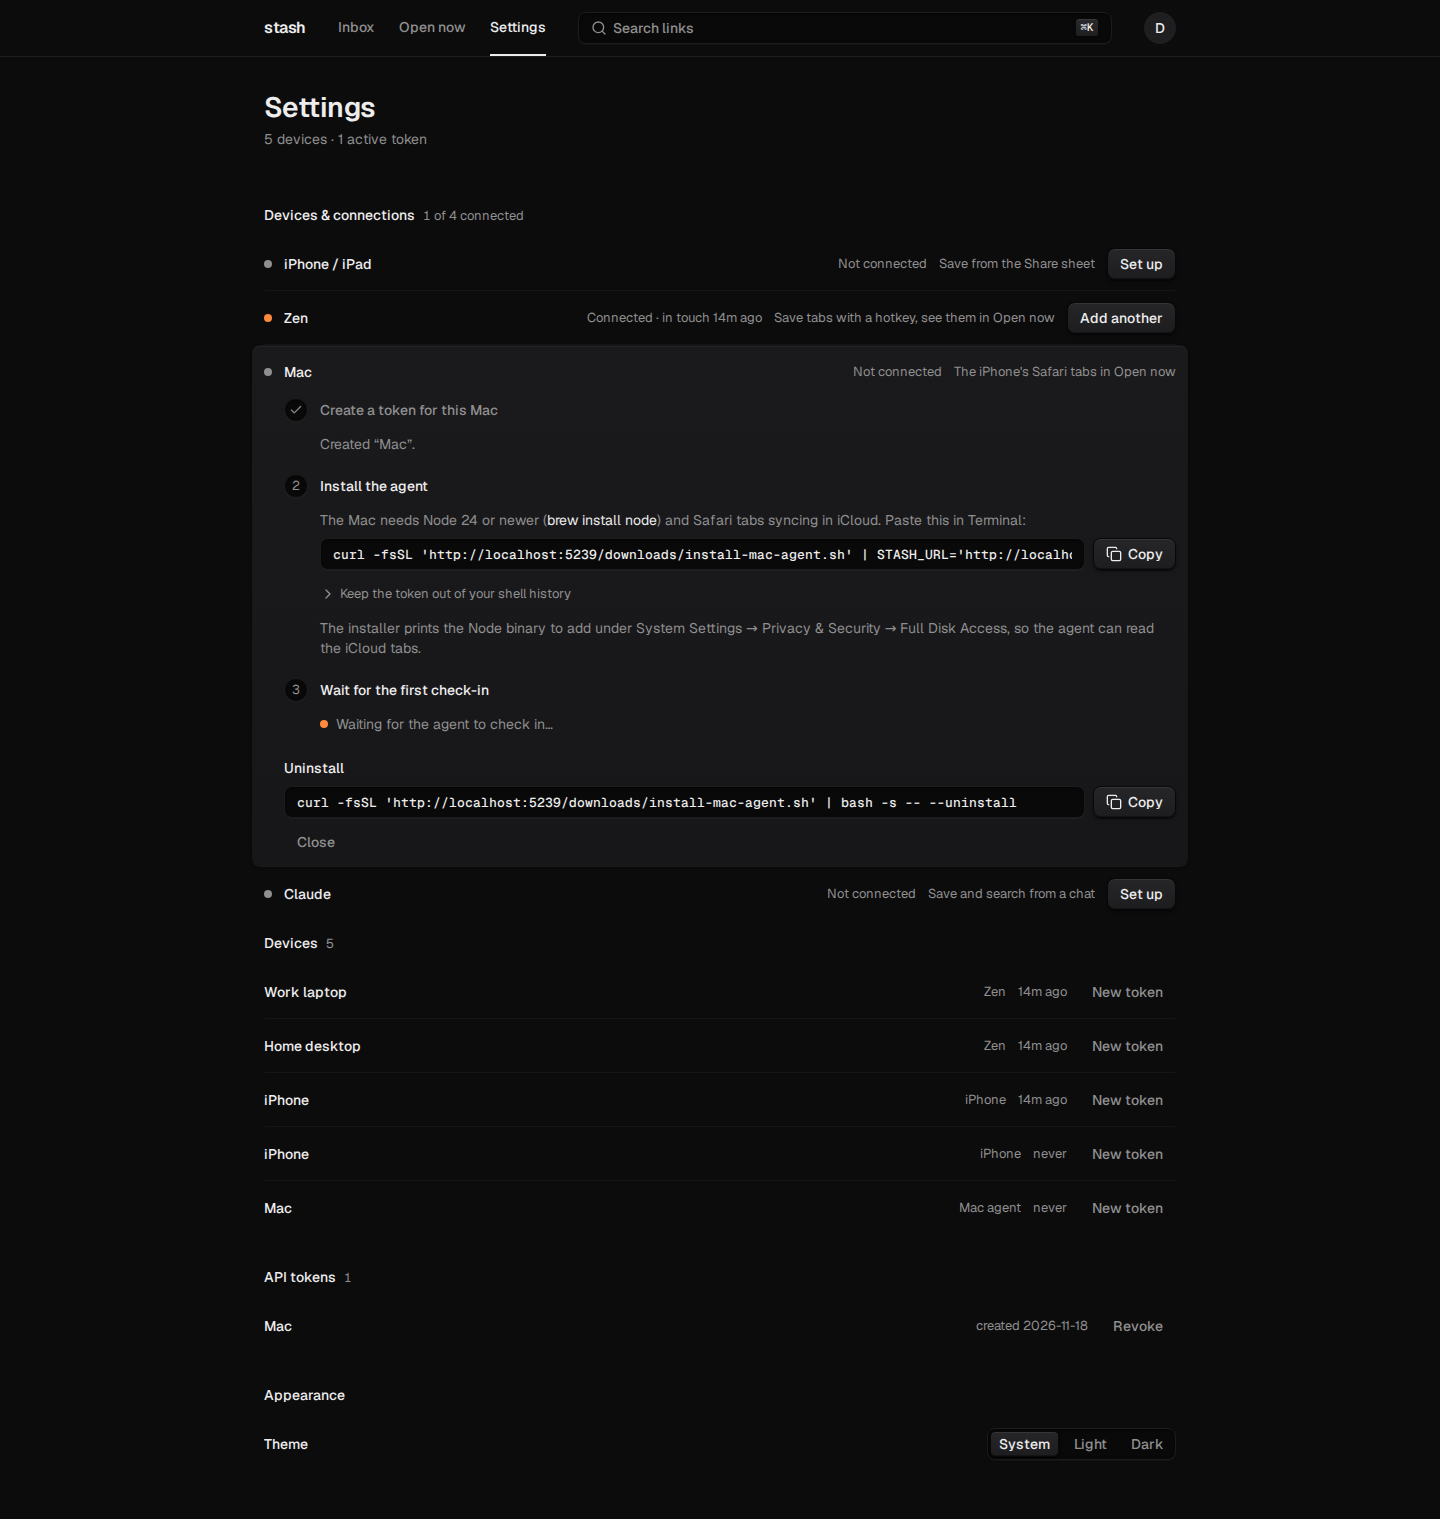 stash Inbox Open now Settings Search links ⌘K D
Settings
5 devices · 1 active token
Devices & connections 1 of 4 connected
iPhone / iPad Not connected Save from the Share sheet Set up
Zen Connected · in touch 14m ago Save tabs with a hotkey, see them in Open now Add another
Mac Not connected The iPhone's Safari tabs in Open now
Create a token for this Mac
Created “Mac”.
2 Install the agent
The Mac needs Node 24 or newer (brew install node) and Safari tabs syncing in iCloud. Paste this in Terminal:
curl -fsSL 'http://localhost:5239/downloads/install-mac-agent.sh' | STASH_URL='http://localho Copy
Keep the token out of your shell history
The installer prints the Node binary to add under System Settings → Privacy & Security → Full Disk Access, so the agent can read
the iCloud tabs.
3 Wait for the first check-in
Waiting for the agent to check in…
Uninstall
curl -fsSL 'http://localhost:5239/downloads/install-mac-agent.sh' | bash -s -- --uninstall Copy
Close
Claude Not connected Save and search from a chat Set up
Devices 5
Work laptop Zen 14m ago New token
Home desktop Zen 14m ago New token
iPhone iPhone 14m ago New token
iPhone iPhone never New token
Mac Mac agent never New token
API tokens 1
Mac created 2026-11-18 Revoke
Appearance
Theme System Light Dark